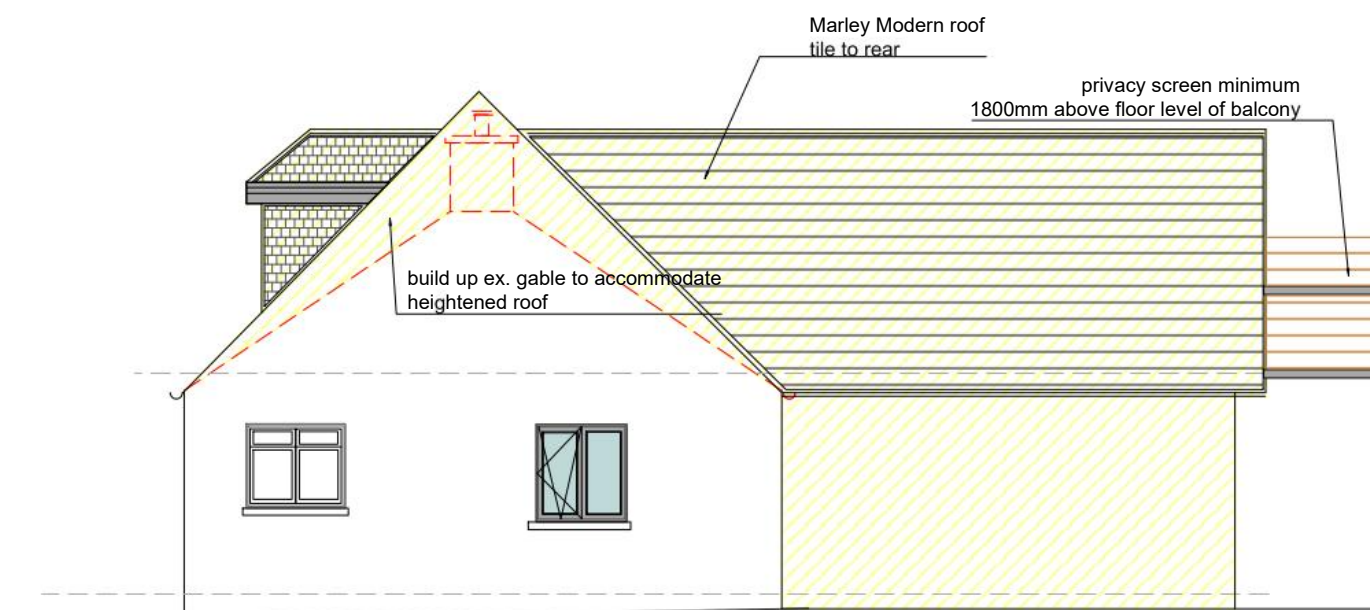 Marley Modern roof
tile to rear
privacy screen minimum
1800mm above floor level of balcony
build up ex. gable to accommodate
heightened roof